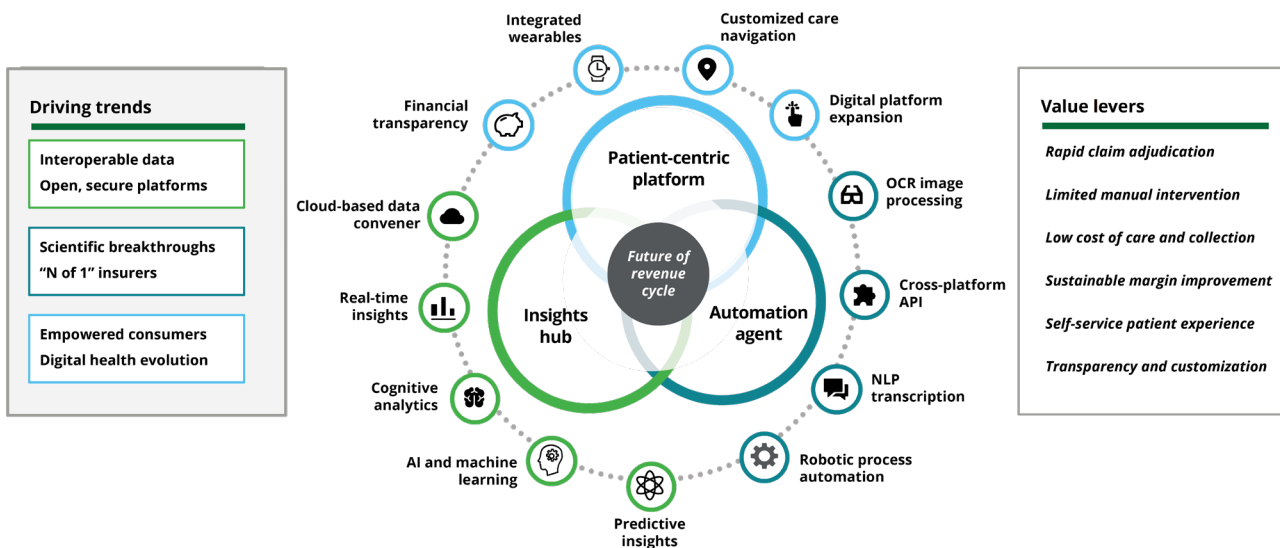 Driving trends
Interoperable data
Open, secure platforms
Scientific breakthroughs
“N of 1” insurers
Empowered consumers
Digital health evolution
Integrated
wearables
Customized care
navigation
Financial
transparency
Digital platform
expansion
Cloud-based data
convener
OCR image
processing
Real-time
insights
Cross-platform
API
Cognitive
analytics
NLP
transcription
AI and machine
learning
Robotic process
automation
Predictive
insights
Patient-centric
platform
Future of
revenue
cycle
Insights
hub
Automation
agent
Value levers
Rapid claim adjudication
Limited manual intervention
Low cost of care and collection
Sustainable margin improvement
Self-service patient experience
Transparency and customization